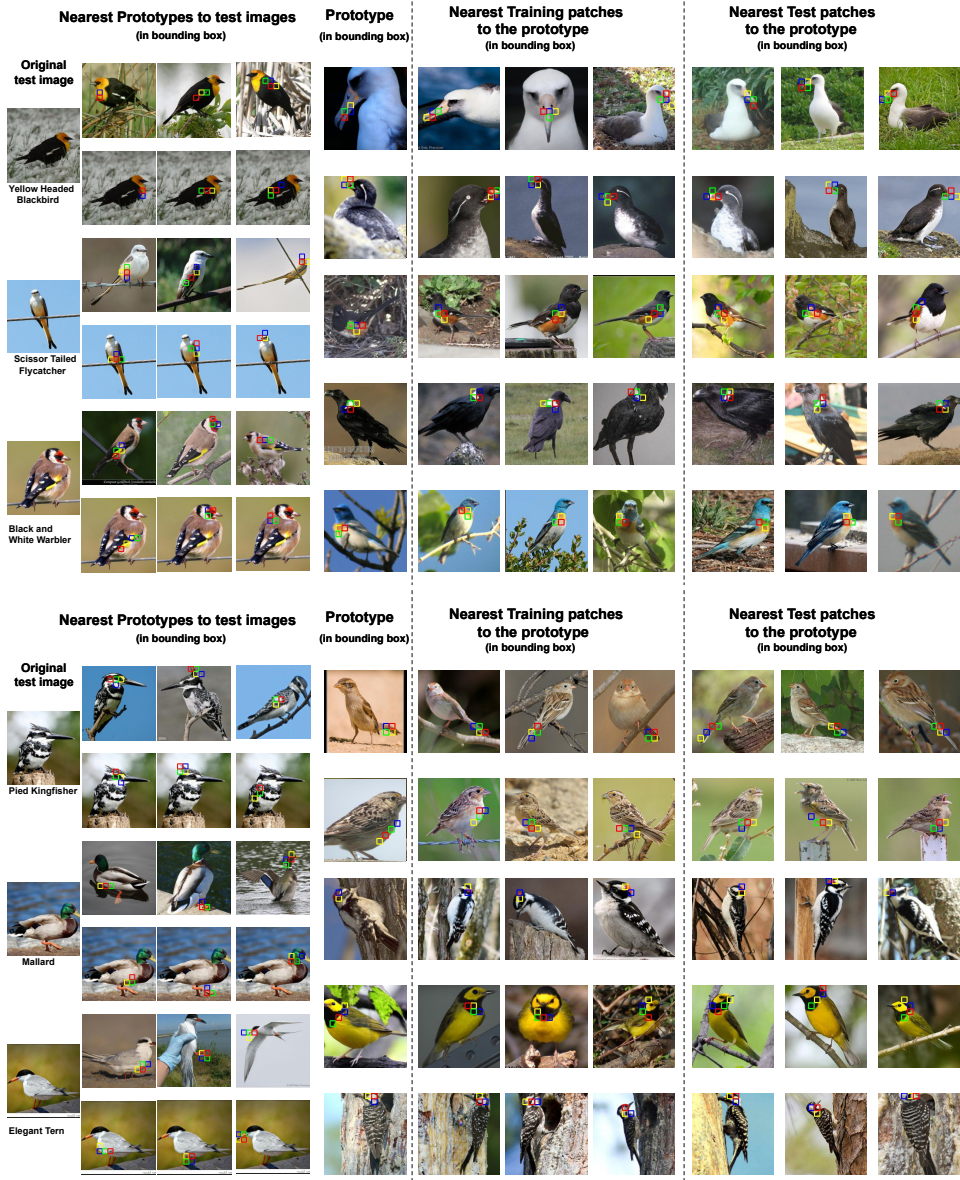 Nearest Prototypes to test images
(in bounding box)
Prototype
(in bounding box)
Nearest Training patches
to the prototype
(in bounding box)
Nearest Test patches
to the prototype
(in bounding box)
Original
test image
Yellow Headed
Blackbird
Scissor Tailed
Flycatcher
Black and
White Warbler
Nearest Prototypes to test images
(in bounding box)
Prototype
(in bounding box)
Nearest Training patches
to the prototype
(in bounding box)
Nearest Test patches
to the prototype
(in bounding box)
Original
test image
Pied Kingfisher
Mallard
Elegant Tern